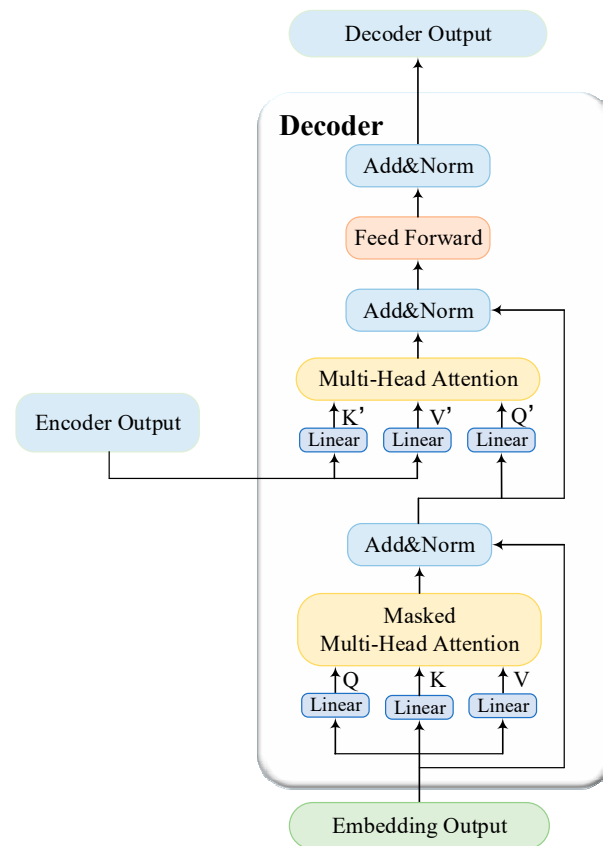 Decoder Output
Decoder
Add&Norm
Feed Forward
Add&Norm
Multi-Head Attention
Encoder Output
K’ V’ Q’
Linear Linear Linear
Add&Norm
Masked
Multi-Head Attention
Q K V
Linear Linear Linear
Embedding Output